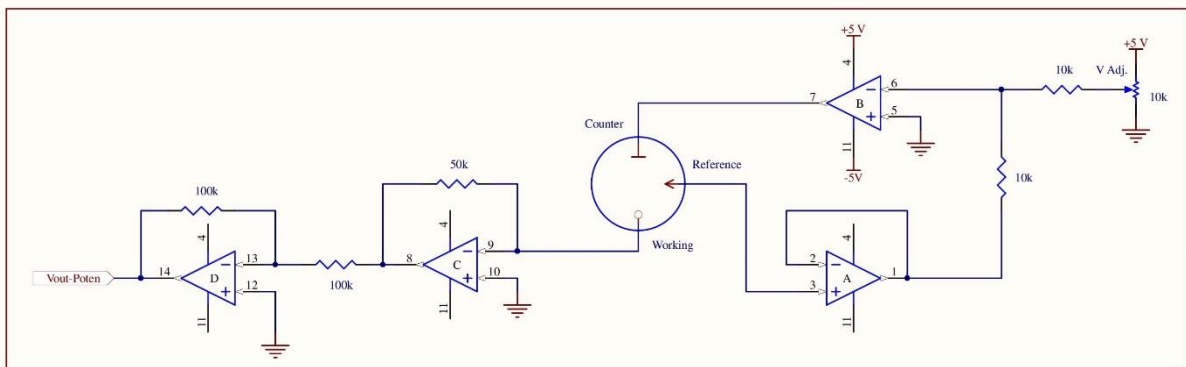 +5 V
+5 V
4
10k
V Adj.
6
7
B
10k
5
Counter
11
Reference
-5V
50k
10k
100k
4
9
Working
4
4
2
13
8
C
14
D
10
A
1
Vout-Poten
12
100k
3
11
11
11